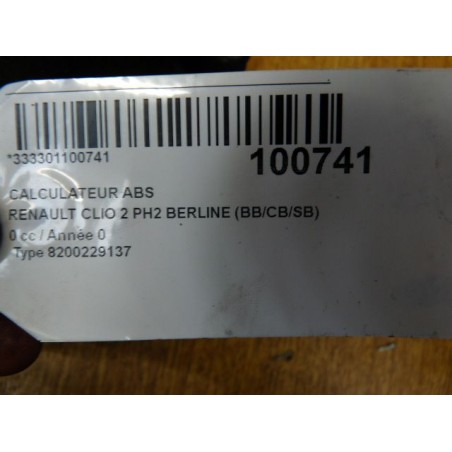 *333301100741
100741
CALCULATEUR ABS
RENAULT CLIO 2 PH2 BERLINE (BB/CB/SB)
0 cc / Année 0
Type 8200229137